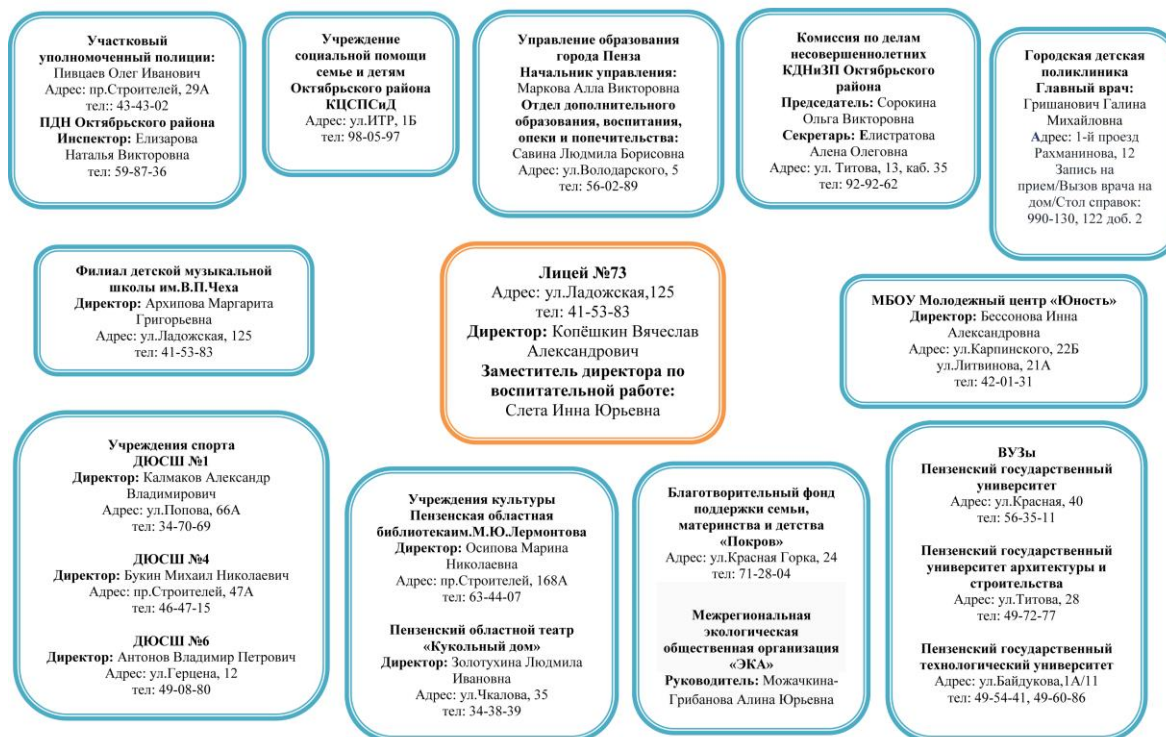 Участковый
уполномоченный полиции:
Пивцаев Олег Иванович
Адрес: пр.Строителей, 29А
тел:: 43-43-02
ПДН Октябрьского района
Инспектор: Елизарова
Наталья Викторовна
тел: 59-87-36
Учреждение
социальной помощи
семье и детям
Октябрьского района
КЦСПСиД
Адрес: ул.ИТР, 1Б
тел: 98-05-97
Управление образования
города Пенза
Начальник управления:
Маркова Алла Викторовна
Отдел дополнительного
образования, воспитания,
опеки и попечительства:
Савина Людмила Борисовна
Адрес: ул.Володарского, 5
тел: 56-02-89
Комиссия по делам
несовершеннолетних
КДНиЗП Октябрьского
района
Председатель: Сорокина
Ольга Викторовна
Секретарь: Елистратова
Алена Олеговна
Адрес: ул. Титова, 13, каб. 35
тел: 92-92-62
Городская детская
поликлиника
Главный врач:
Гришанович Галина
Михайловна
Адрес: 1-й проезд
Рахманинова, 12
Запись на
прием/Вызов врача на
дом/Стол справок:
990-130, 122 доб. 2
Филиал детской музыкальной
школы им.В.П.Чеха
Директор: Архипова Маргарита
Григорьевна
Адрес: ул.Ладожская, 125
тел: 41-53-83
Лицей №73
Адрес: ул.Ладожская,125
тел: 41-53-83
Директор: Копёшкин Вячеслав
Александрович
Заместитель директора по
воспитательной работе:
Слета Инна Юрьевна
МБОУ Молодежный центр «Юность»
Директор: Бессонова Инна
Александровна
Адрес: ул.Карпинского, 22Б
ул.Литвинова, 21А
тел: 42-01-31
Учреждения спорта
ДЮСШ №1
Директор: Калмаков Александр
Владимирович
Адрес: ул.Попова, 66А
тел: 34-70-69
ДЮСШ №4
Директор: Букин Михаил Николаевич
Адрес: пр.Строителей, 47А
тел: 46-47-15
ДЮСШ №6
Директор: Антонов Владимир Петрович
Адрес: ул.Герцена, 12
тел: 49-08-80
Учреждения культуры
Пензенская областная
библиотекаим.М.Ю.Лермонтова
Директор: Осипова Марина
Николаевна
Адрес: пр.Строителей, 168А
тел: 63-44-07
Пензенский областной театр
«Кукольный дом»
Директор: Золотухина Людмила
Ивановна
Адрес: ул.Чкалова, 35
тел: 34-38-39
Благотворительный фонд
поддержки семьи,
материнства и детства
«Покров»
Адрес: ул.Красная Горка, 24
тел: 71-28-04
Межрегиональная
экологическая
общественная организация
«ЭКА»
Руководитель: Можачкина-
Грибанова Алина Юрьевна
ВУЗы
Пензенский государственный
университет
Адрес: ул.Красная, 40
тел: 56-35-11
Пензенский государственный
университет архитектуры и
строительства
Адрес: ул.Титова, 28
тел: 49-72-77
Пензенский государственный
технологический университет
Адрес: ул.Байдукова,1А/11
тел: 49-54-41, 49-60-86